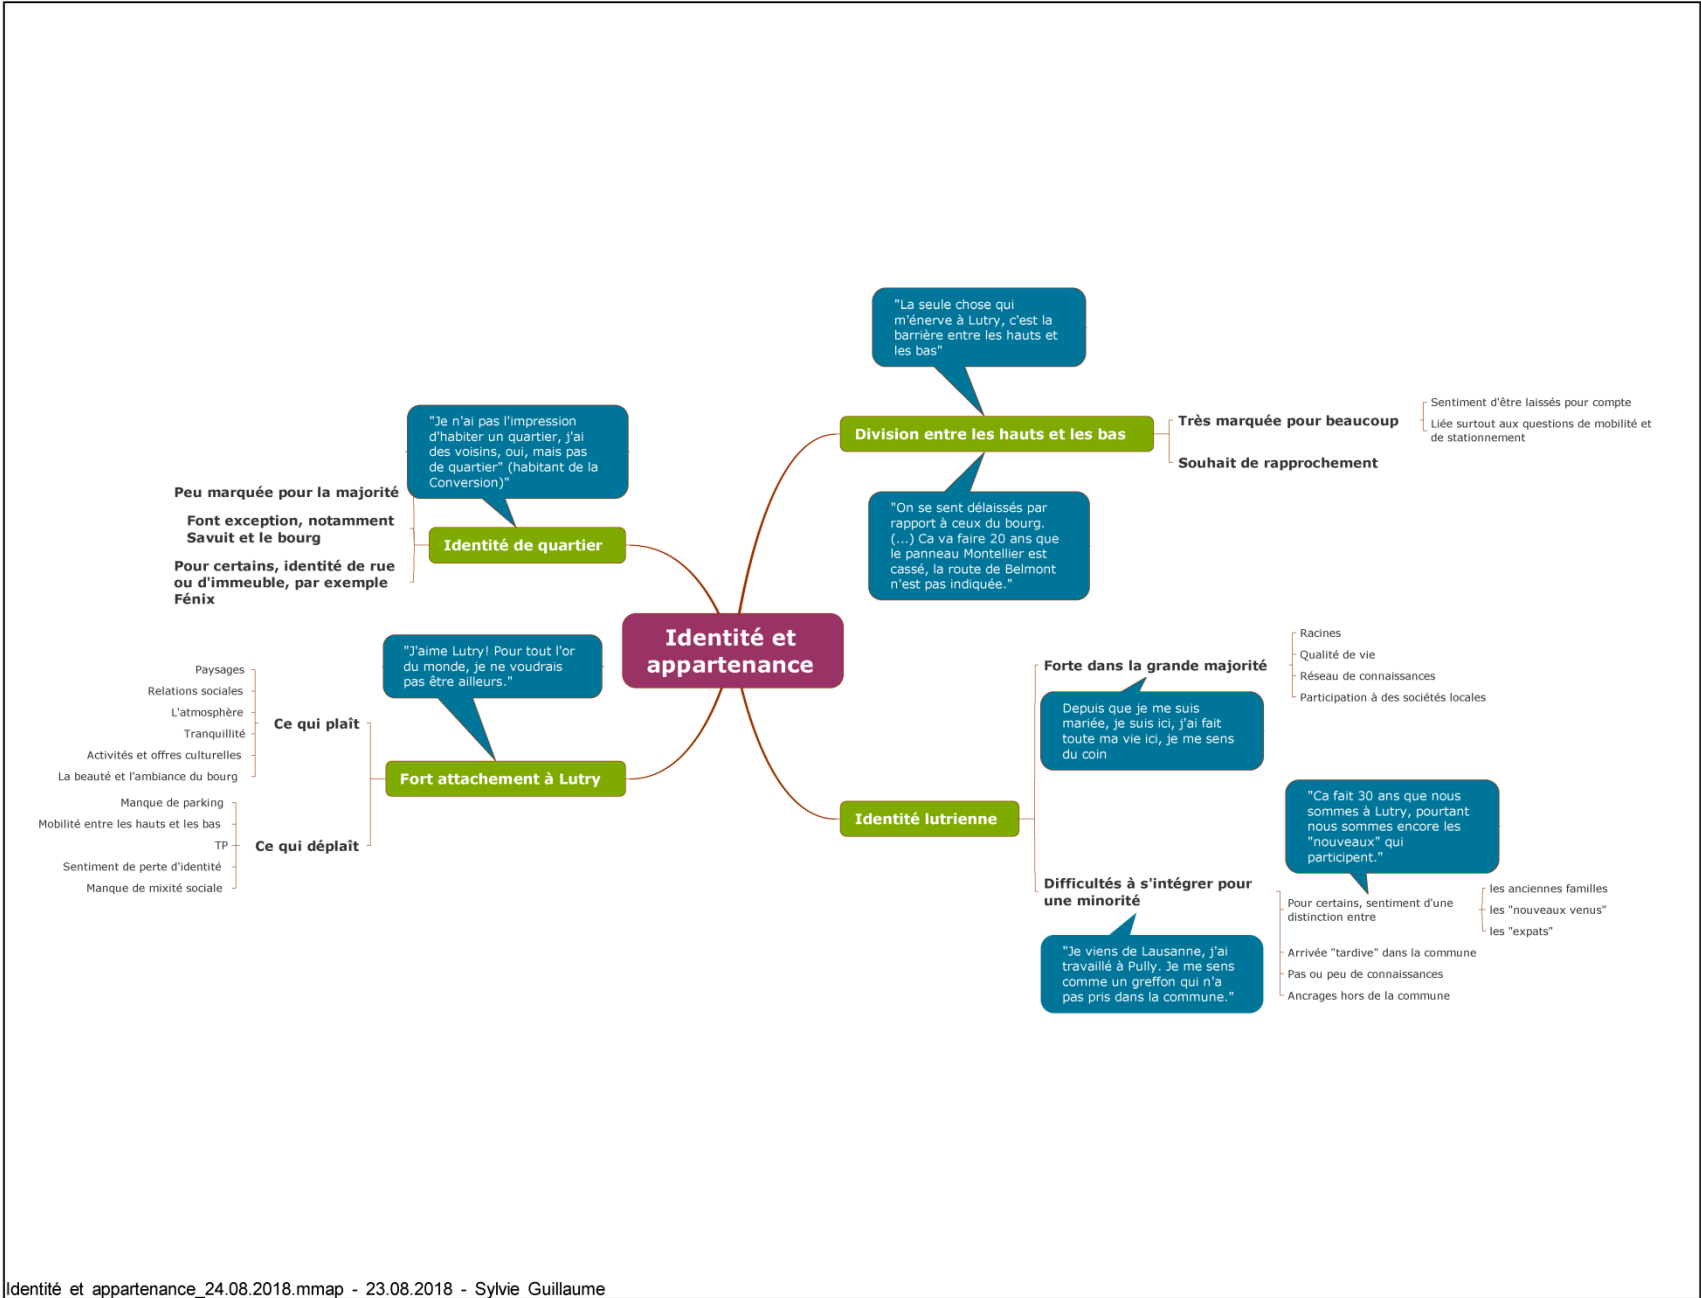 Identité et
appartenance
"La seule chose qui
m'énerve à Lutry, c'est la
barrière entre les hauts et
les bas"
Division entre les hauts et les bas
Très marquée pour beaucoup
Sentiment d'être laissés pour compte
Liée surtout aux questions de mobilité et
de stationnement
Souhait de rapprochement
"On se sent délaissés par
rapport à ceux du bourg.
(...) Ca va faire 20 ans que
le panneau Montellier est
cassé, la route de Belmont
n'est pas indiquée."
Identité lutrienne
Forte dans la grande majorité
Racines
Qualité de vie
Réseau de connaissances
Participation à des sociétés locales
Depuis que je me suis
mariée, je suis ici, j'ai fait
toute ma vie ici, je me sens
du coin
Difficultés à s'intégrer pour
une minorité
"Ca fait 30 ans que nous
sommes à Lutry, pourtant
nous sommes encore les
"nouveaux" qui
participent."
Pour certains, sentiment d'une
distinction entre
les anciennes familles
les "nouveaux venus"
les "expats"
Arrivée "tardive" dans la commune
Pas ou peu de connaissances
Ancrages hors de la commune
"Je viens de Lausanne, j'ai
travaillé à Pully. Je me sens
comme un greffon qui n'a
pas pris dans la commune."
"Je n'ai pas l'impression
d'habiter un quartier, j'ai
des voisins, oui, mais pas
de quartier" (habitant de la
Conversion)"
Identité de quartier
Peu marquée pour la majorité
Font exception, notamment
Savuit et le bourg
Pour certains, identité de rue
ou d'immeuble, par exemple
Fénix
"J'aime Lutry! Pour tout l'or
du monde, je ne voudrais
pas être ailleurs."
Fort attachement à Lutry
Ce qui plaît
Paysages
Relations sociales
L'atmosphère
Tranquillité
Activités et offres culturelles
La beauté et l'ambiance du bourg
Ce qui déplaît
Manque de parking
Mobilité entre les hauts et les bas
TP
Sentiment de perte d'identité
Manque de mixité sociale
Identité et appartenance_24.08.2018.mmap - 23.08.2018 - Sylvie Guillaume